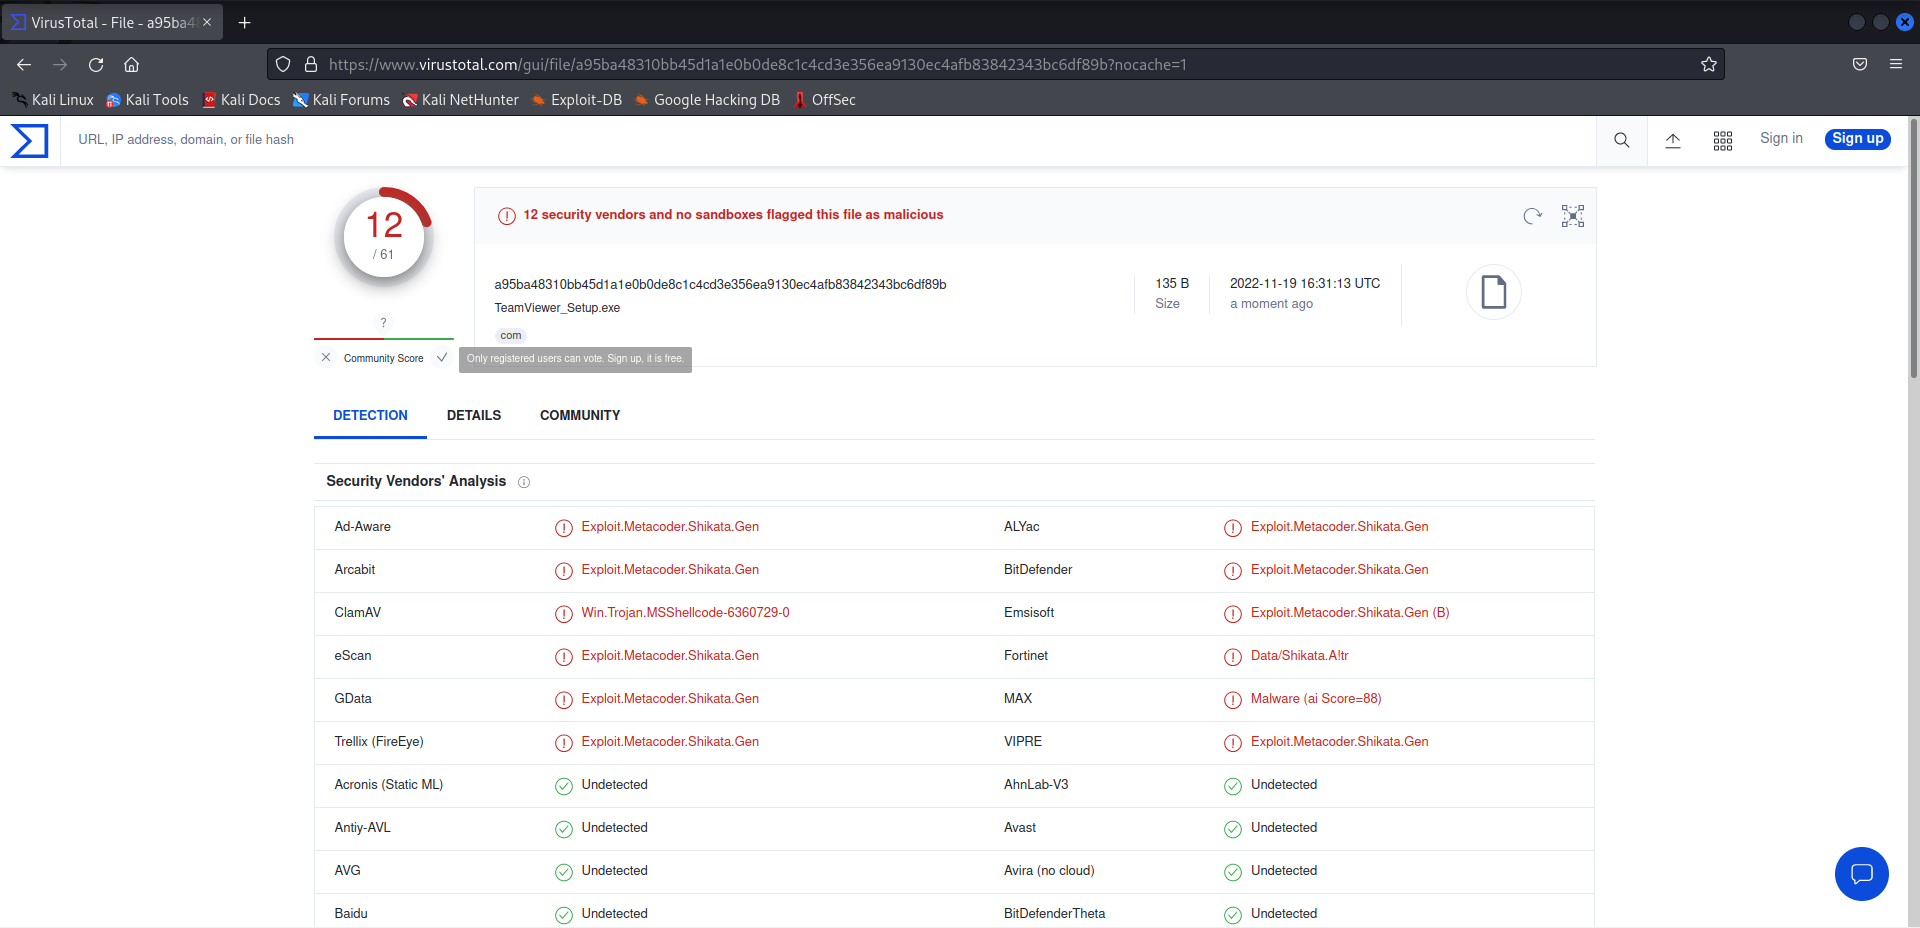 VirusTotal - File - a95ba48
https://www.virustotal.com/gui/file/a95ba48310bb45d1a1e0b0de8c1c4cd3e356ea9130ec4afb83842343bc6df89b?nocache=1
Kali Linux Kali Tools Kali Docs Kali Forums Kali NetHunter Exploit-DB Google Hacking DB OffSec
URL, IP address, domain, or file hash
Sign in Sign up
12
/ 61
?
Community Score
12 security vendors and no sandboxes flagged this file as malicious
a95ba48310bb45d1a1e0b0de8c1c4cd3e356ea9130ec4afb83842343bc6df89b
TeamViewer_Setup.exe
com
135 B
Size
2022-11-19 16:31:13 UTC
a moment ago
Only registered users can vote. Sign up, it is free.
DETECTION DETAILS COMMUNITY
Security Vendors' Analysis
Ad-Aware Exploit.Metacoder.Shikata.Gen ALYac Exploit.Metacoder.Shikata.Gen
Arcabit Exploit.Metacoder.Shikata.Gen BitDefender Exploit.Metacoder.Shikata.Gen
ClamAV Win.Trojan.MSShellcode-6360729-0 Emsisoft Exploit.Metacoder.Shikata.Gen (B)
eScan Exploit.Metacoder.Shikata.Gen Fortinet Data/Shikata.A!tr
GData Exploit.Metacoder.Shikata.Gen MAX Malware (ai Score=88)
Trellix (FireEye) Exploit.Metacoder.Shikata.Gen VIPRE Exploit.Metacoder.Shikata.Gen
Acronis (Static ML) Undetected AhnLab-V3 Undetected
Antiy-AVL Undetected Avast Undetected
AVG Undetected Avira (no cloud) Undetected
Baidu Undetected BitDefenderTheta Undetected